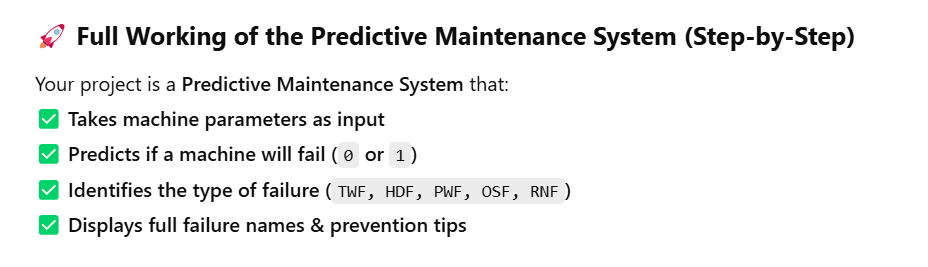 🚀 Full Working of the Predictive Maintenance System (Step-by-Step)
Your project is a Predictive Maintenance System that:
✅ Takes machine parameters as input
✅ Predicts if a machine will fail (0 or 1)
✅ Identifies the type of failure (TWF, HDF, PWF, OSF, RNF)
✅ Displays full failure names & prevention tips